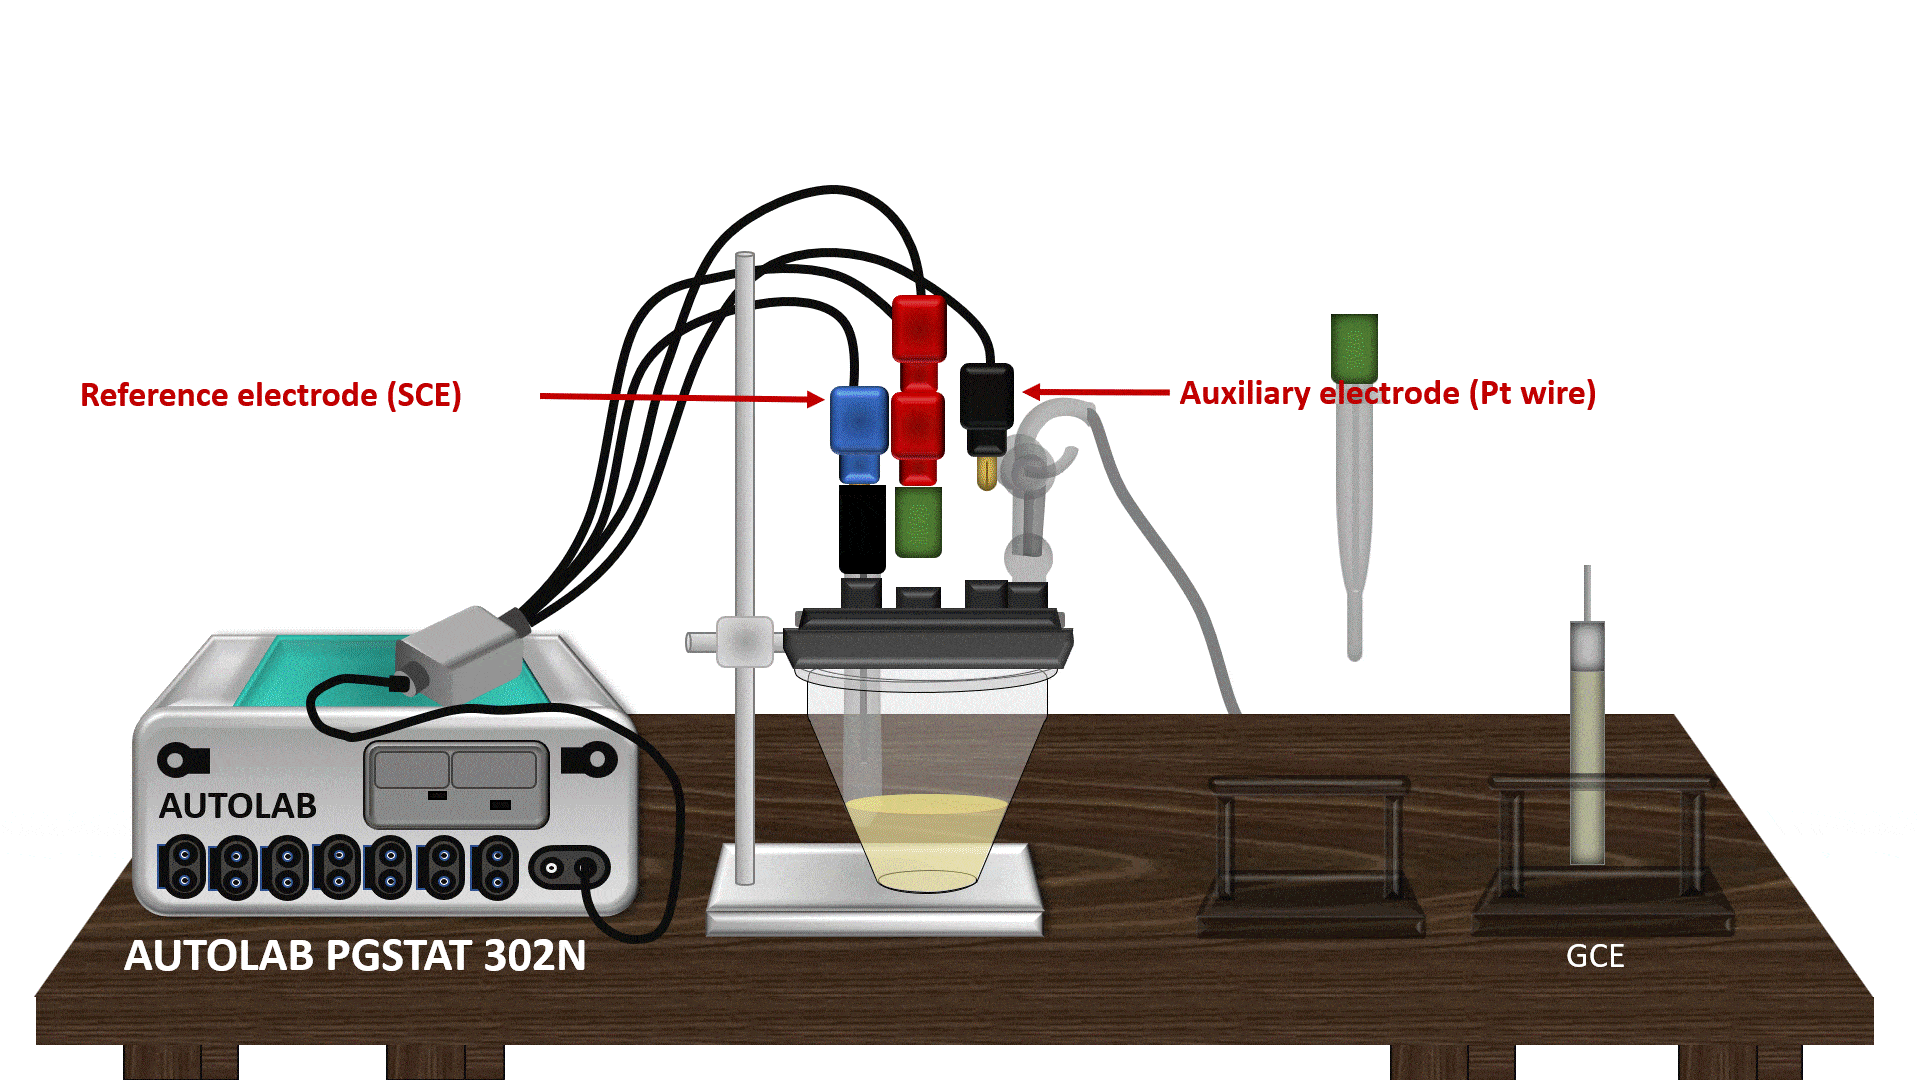 Reference electrode (SCE)
Auxiliary electrode (Pt wire)
AUTOLAB
AUTOLAB PGSTAT 302N
GCE